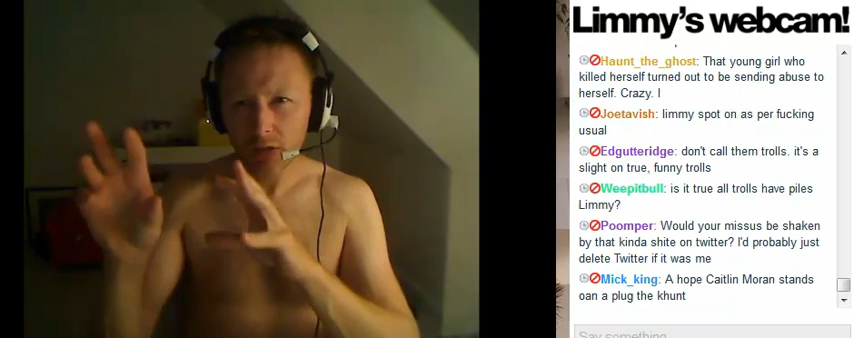 Limmy's webcam!
Haunt_the_ghost: That young girl who
killed herself turned out to be sending abuse to
herself. Crazy. I
Joetavish: limmy spot on as per fucking
usual
Edgutteridge: don't call them trolls. it's a
slight on true, funny trolls
Weepitbull: is it true all trolls have piles
Limmy?
Poomper: Would your missus be shaken
by that kinda shite on twitter? I'd probably just
delete Twitter if it was me
Mick_king: A hope Caitlin Moran stands
oan a plug the khunt
Say something